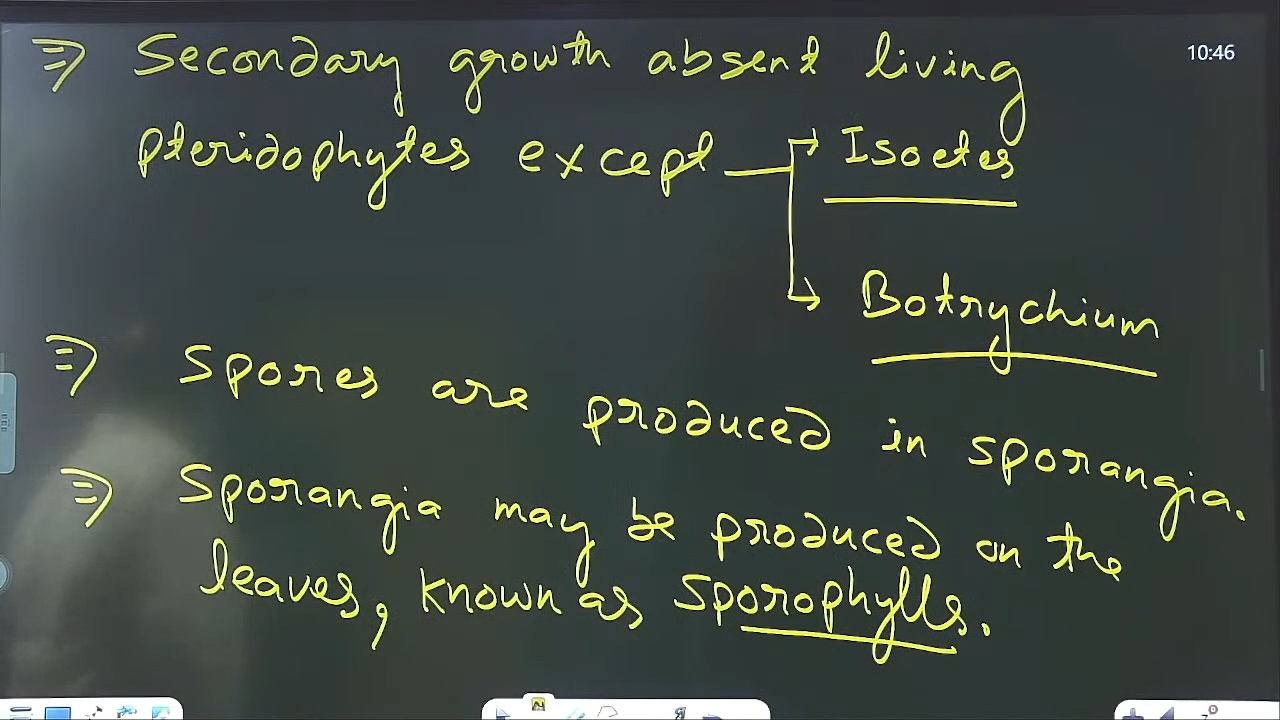 10:46
⇒ Secondary growth absent living
pteridophytes except → Isoetes
→ Botrychium
⇒ Spores are produced in sporangia.
⇒ Sporangia may be produced on the
leaves, known as Sporophylls.